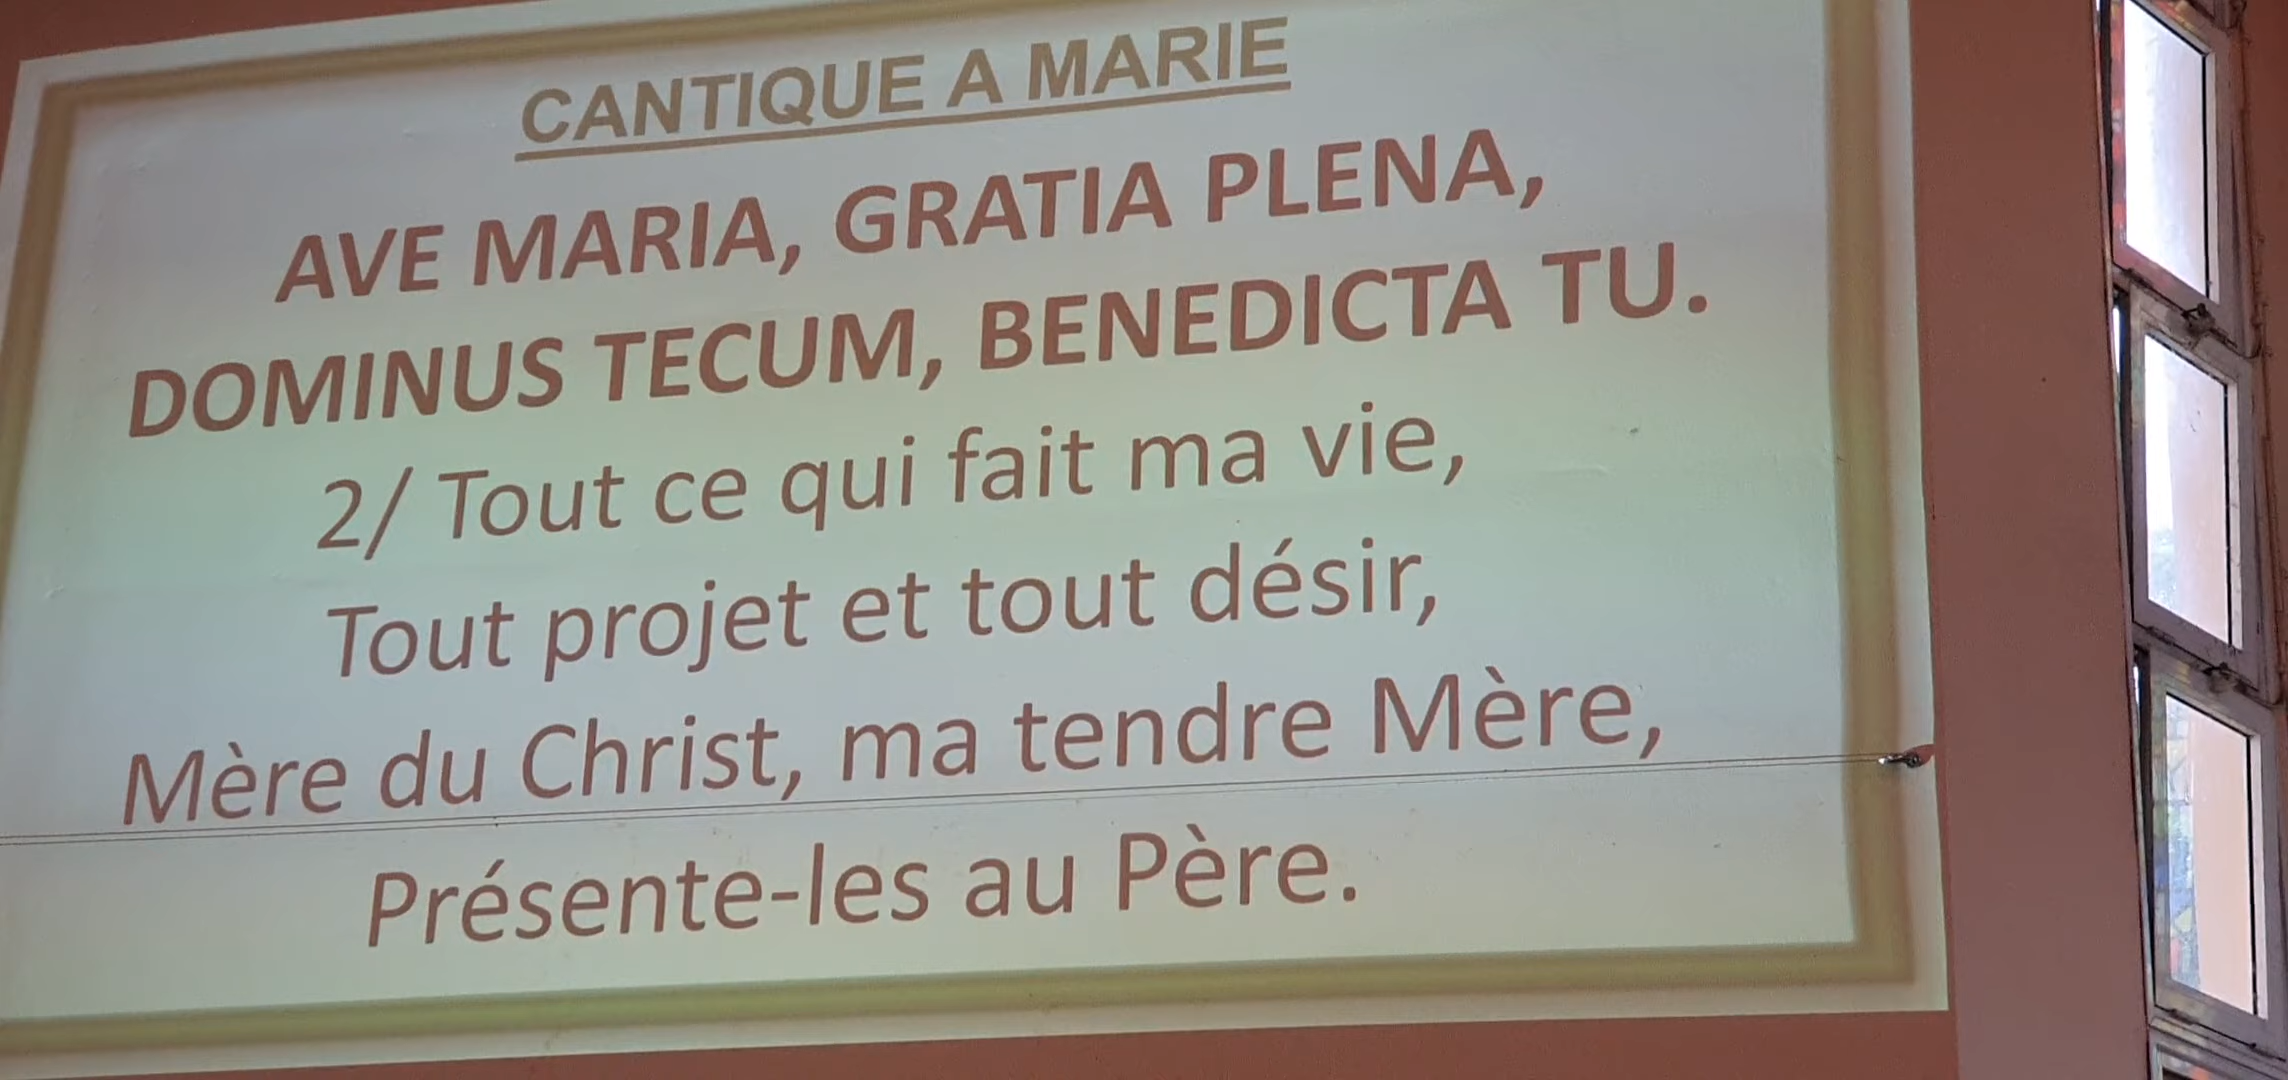 CANTIQUE A MARIE
AVE MARIA, GRATIA PLENA,
DOMINUS TECUM, BENEDICTA TU.
2/ Tout ce qui fait ma vie,
Tout projet et tout désir,
Mère du Christ, ma tendre Mère,
Présente-les au Père.